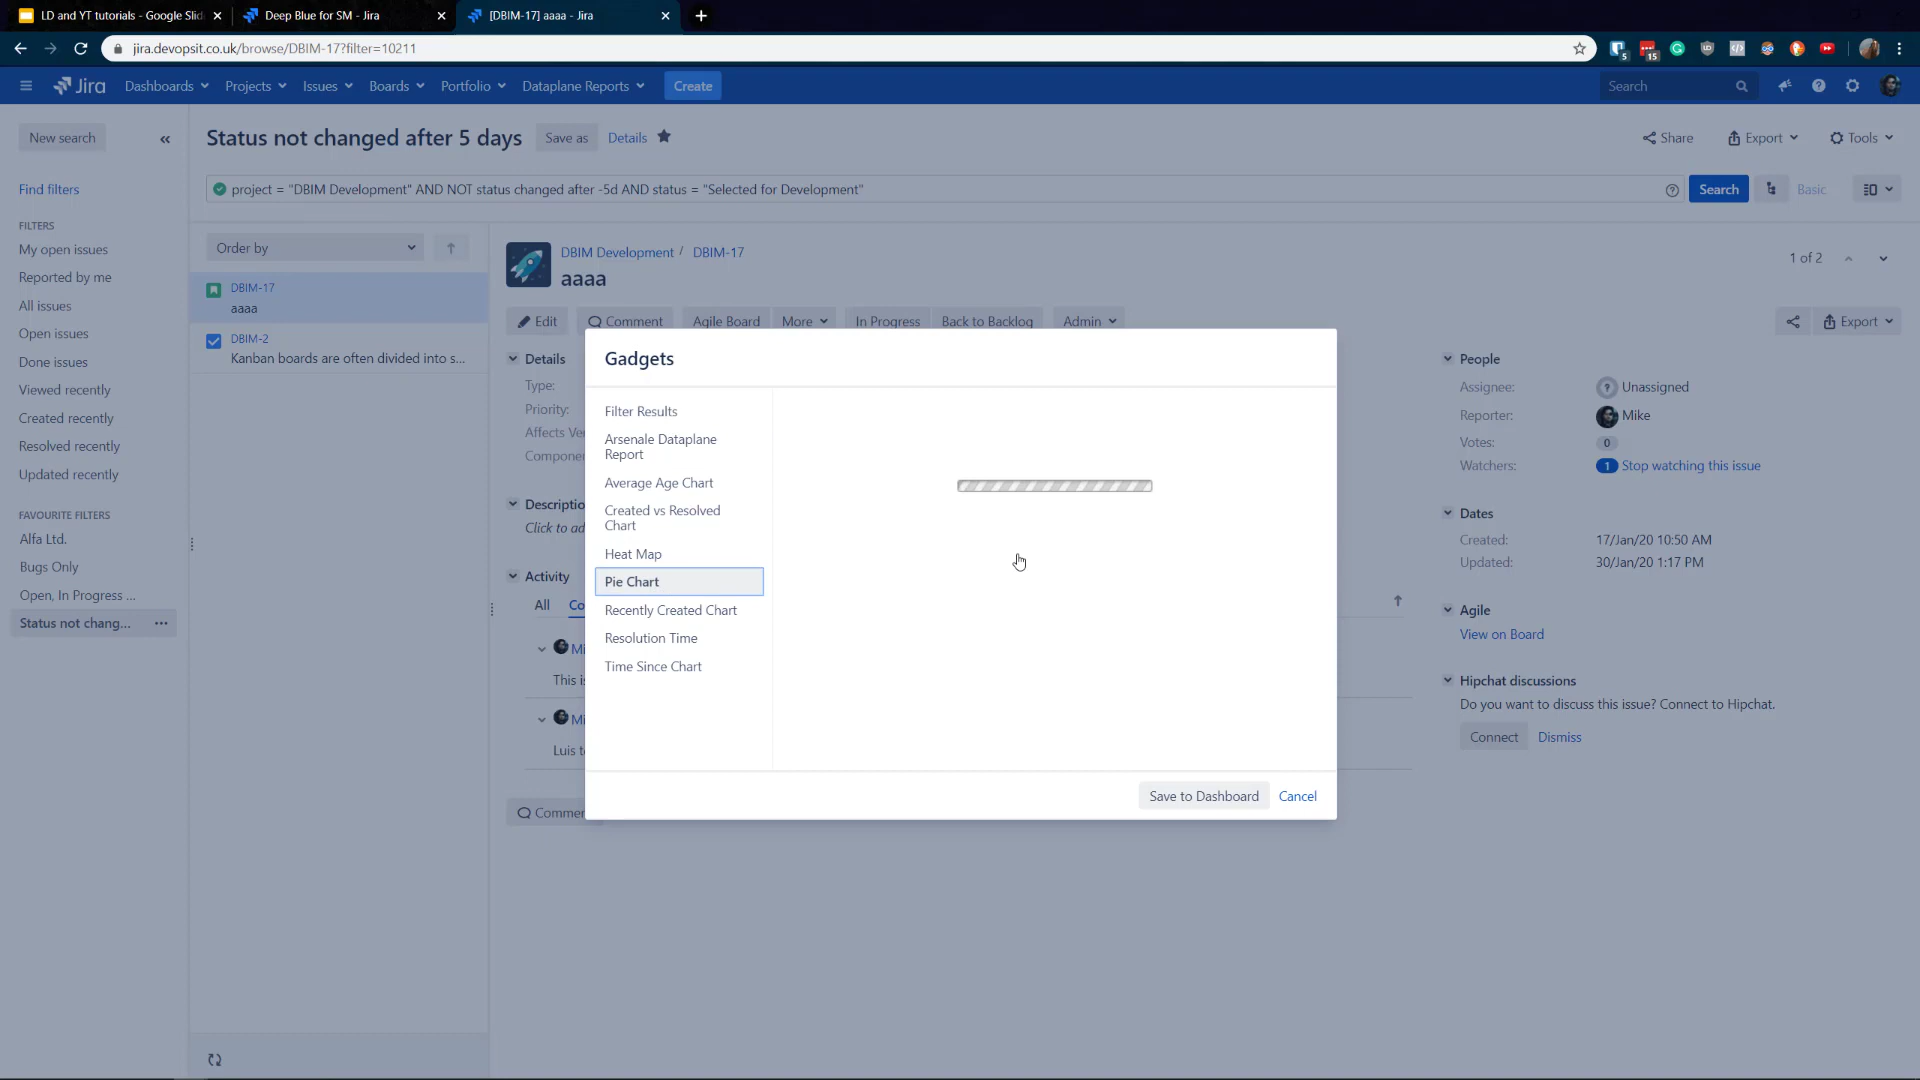 LD and YT tutorials - Google Slid
Deep Blue for SM - Jira
[DBIM-17] aaaa - Jira
jira.devopsit.co.uk/browse/DBIM-17?filter=10211
5
15
Jira
Dashboards
Projects
Issues
Boards
Portfolio
Dataplane Reports
Create
Search
New search
Status not changed after 5 days
Save as
Details
Share
Export
Tools
project = "DBIM Development" AND NOT status changed after -5d AND status = "Selected for Development"
Search
Basic
Find filters
FILTERS
My open issues
Reported by me
All issues
Open issues
Done issues
Viewed recently
Created recently
Resolved recently
Updated recently
FAVOURITE FILTERS
Alfa Ltd.
Bugs Only
Open, In Progress ...
Status not chang...
Order by
DBIM-17
aaaa
DBIM-2
Kanban boards are often divided into s...
DBIM Development / DBIM-17
aaaa
1 of 2
Edit
Comment
Agile Board
More
In Progress
Back to Backlog
Admin
Export
Details
Type:
Priority:
Affects Ve
Componen
Descriptio
Click to ad
Activity
All
Co
Mi
This is
Mi
Luis t
Commen
Gadgets
Filter Results
Arsenale Dataplane
Report
Average Age Chart
Created vs Resolved
Chart
Heat Map
Pie Chart
Recently Created Chart
Resolution Time
Time Since Chart
Save to Dashboard
Cancel
People
Assignee:
Unassigned
Reporter:
Mike
Votes:
0
Watchers:
1 Stop watching this issue
Dates
Created:
17/Jan/20 10:50 AM
Updated:
30/Jan/20 1:17 PM
Agile
View on Board
Hipchat discussions
Do you want to discuss this issue? Connect to Hipchat.
Connect
Dismiss